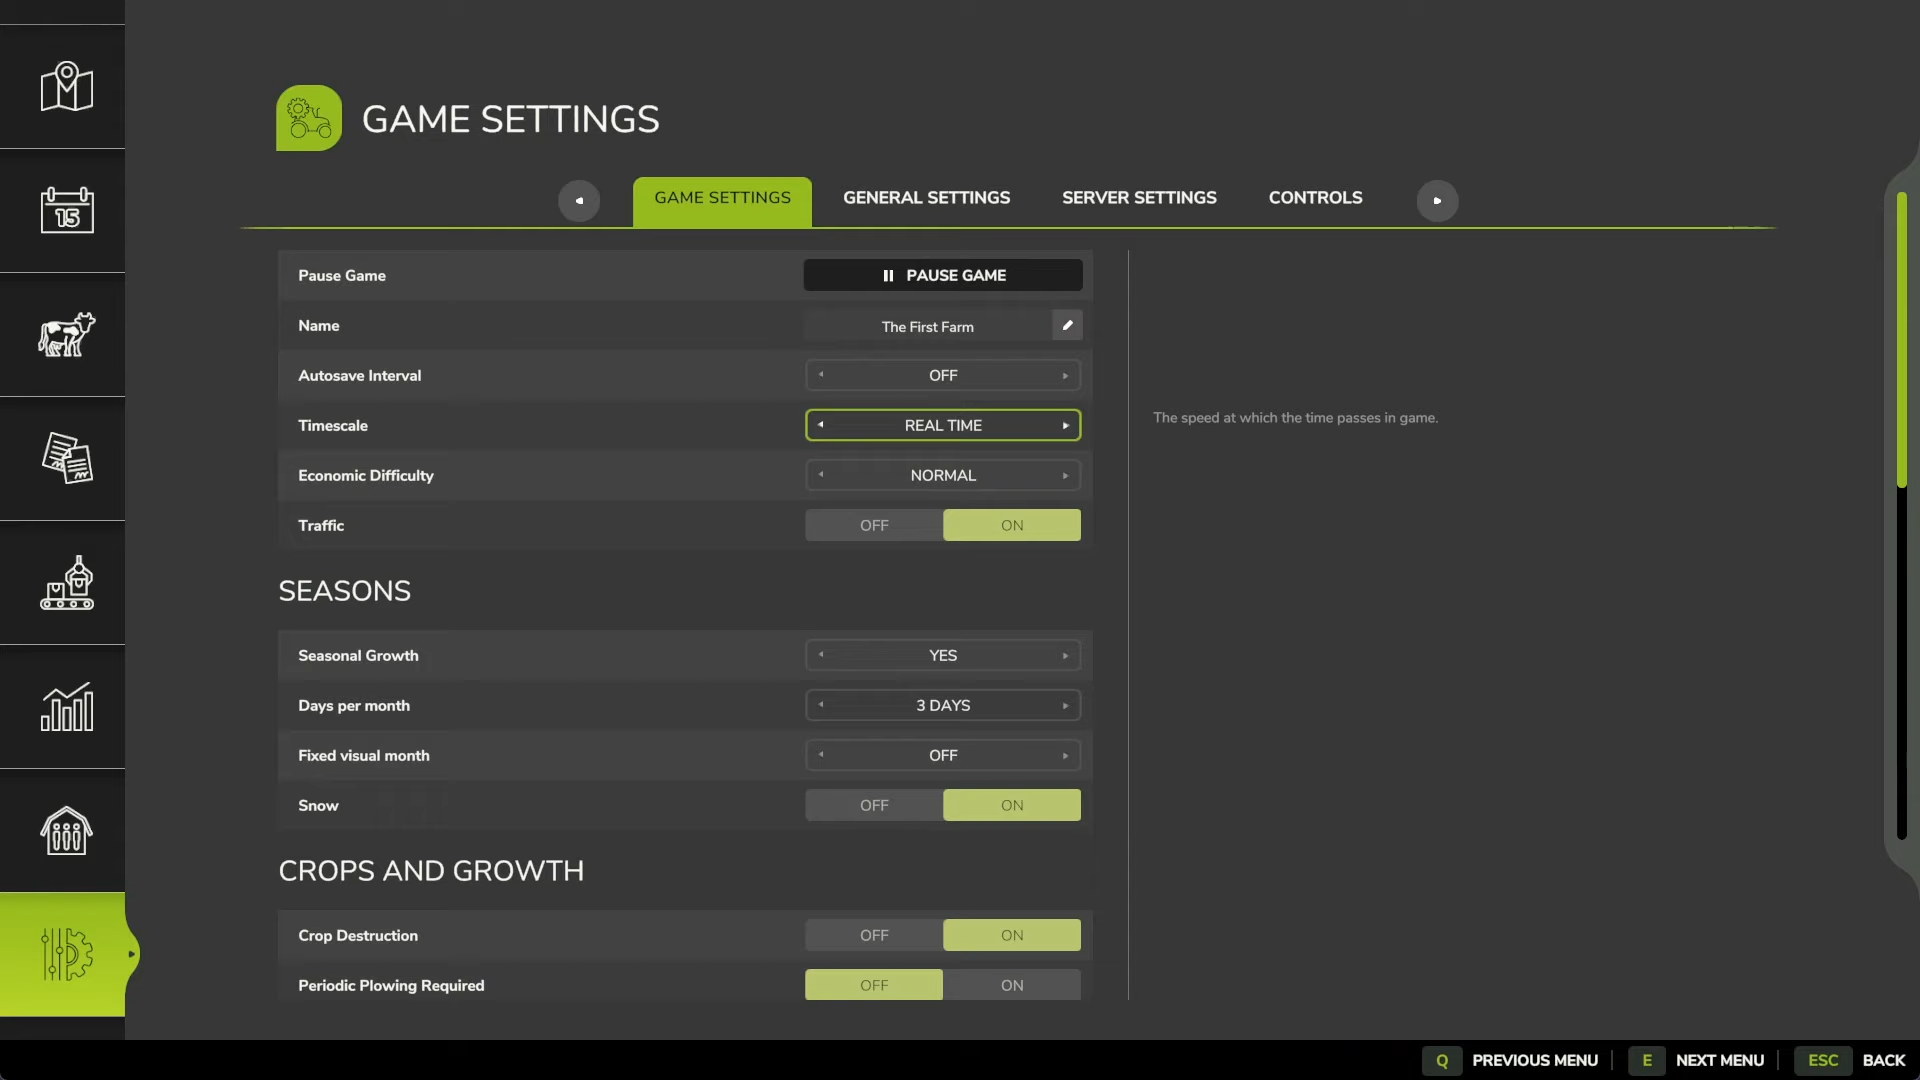 15
GAME SETTINGS
GAME SETTINGS
GENERAL SETTINGS
SERVER SETTINGS
CONTROLS
Pause Game
PAUSE GAME
Name
The First Farm
Autosave Interval
OFF
Timescale
REAL TIME
The speed at which the time passes in game.
Economic Difficulty
NORMAL
Traffic
OFF
ON
SEASONS
Seasonal Growth
YES
Days per month
3 DAYS
Fixed visual month
OFF
Snow
OFF
ON
CROPS AND GROWTH
Crop Destruction
OFF
ON
Periodic Plowing Required
OFF
ON
Q PREVIOUS MENU
E NEXT MENU
ESC BACK